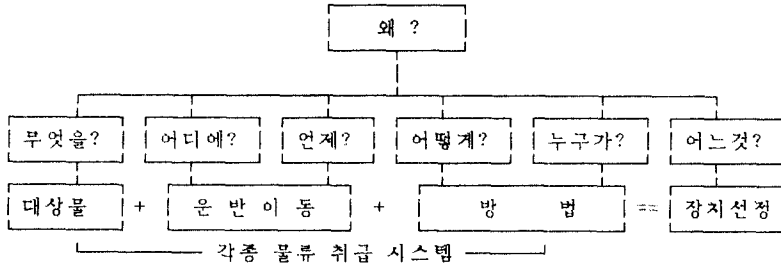 왜 ?
무엇을? 어디에? 언제? 어떻게? 누구가? 어느것?
대상물 + 운 반 이 동 + 방 법 == 장치선정
각종 물류 취급 시스템